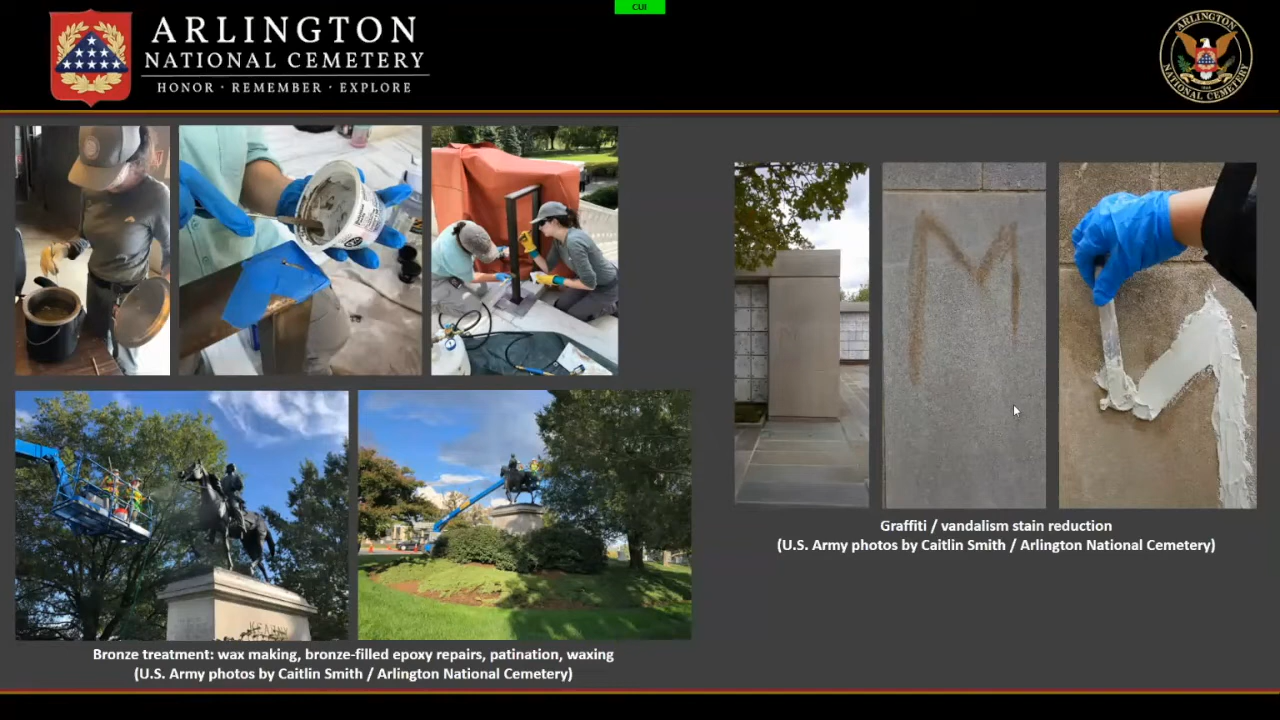 CUI
ARLINGTON
NATIONAL CEMETERY
HONOR · REMEMBER · EXPLORE
ARLINGTON
NATIONAL CEMETERY
M
KEARNY
Graffiti / vandalism stain reduction
(U.S. Army photos by Caitlin Smith / Arlington National Cemetery)
Bronze treatment: wax making, bronze-filled epoxy repairs, patination, waxing
(U.S. Army photos by Caitlin Smith / Arlington National Cemetery)